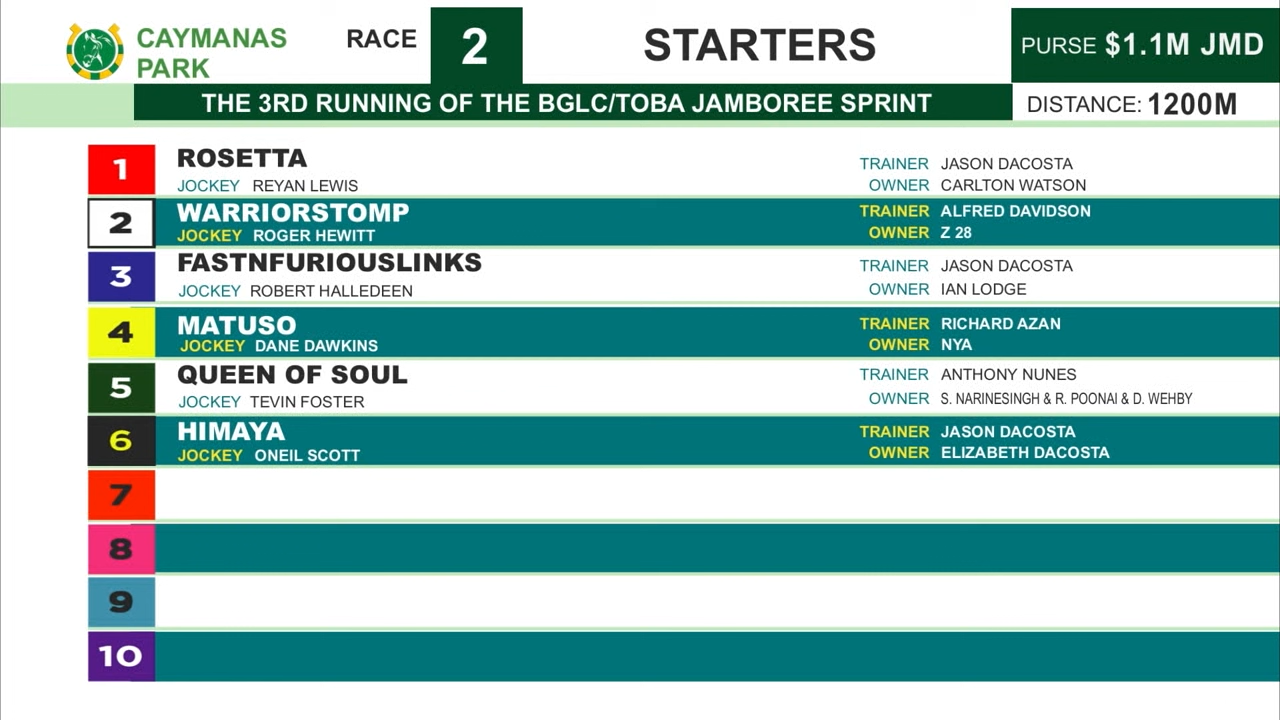 CAYMANAS
PARK
RACE 2 STARTERS PURSE $1.1M JMD
THE 3RD RUNNING OF THE BGLC/TOBA JAMBOREE SPRINT DISTANCE: 1200M
1 ROSETTA TRAINER JASON DACOSTA
JOCKEY REYAN LEWIS OWNER CARLTON WATSON
2 WARRIORSTOMP TRAINER ALFRED DAVIDSON
JOCKEY ROGER HEWITT OWNER Z 28
3 FASTNFURIOUSLINKS TRAINER JASON DACOSTA
JOCKEY ROBERT HALLEDEEN OWNER IAN LODGE
4 MATUSO TRAINER RICHARD AZAN
JOCKEY DANE DAWKINS OWNER NYA
5 QUEEN OF SOUL TRAINER ANTHONY NUNES
JOCKEY TEVIN FOSTER OWNER S. NARINESINGH & R. POONAI & D. WEHBY
6 HIMAYA TRAINER JASON DACOSTA
JOCKEY ONEIL SCOTT OWNER ELIZABETH DACOSTA
7
8
9
10